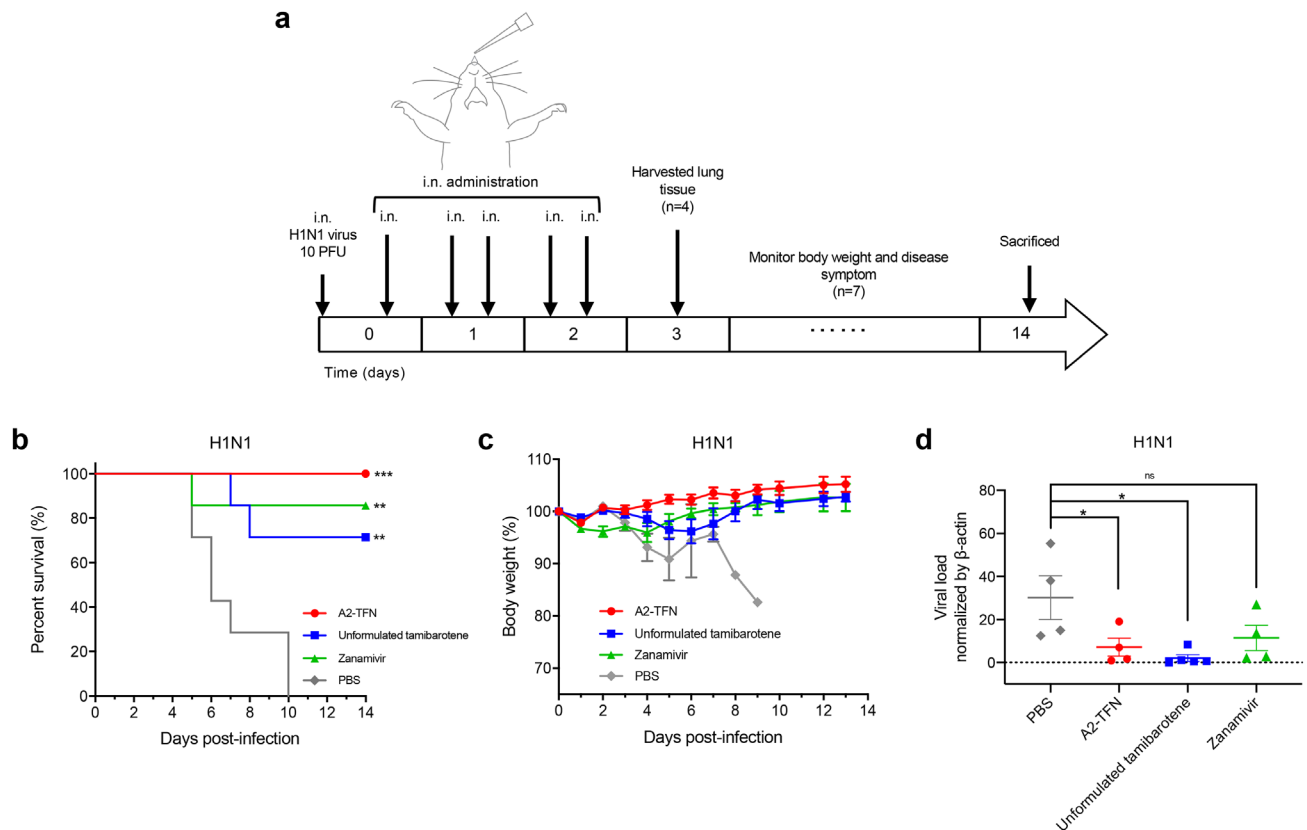 a
i.n. administration
i.n.
H1N1 virus
10 PFU
i.n.
i.n.
i.n.
i.n.
i.n.
Harvested lung
tissue
(n=4)
Monitor body weight and disease
symptom
(n=7)
Sacrificed
0
1
2
3
......
14
Time (days)
b
H1N1
Percent survival (%)
100
80
60
40
20
0
***
**
**
A2-TFN
Unformulated tamibarotene
Zanamivir
PBS
0 2 4 6 8 10 12 14
Days post-infection
c
H1N1
Body weight (%)
110
100
90
80
70
A2-TFN
Unformulated tamibarotene
Zanamivir
PBS
0 2 4 6 8 10 12 14
Days post-infection
d
H1N1
ns
*
*
Viral load
normalized by β-actin
80
60
40
20
0
PBS
A2-TFN
Unformulated tamibarotene
Zanamivir